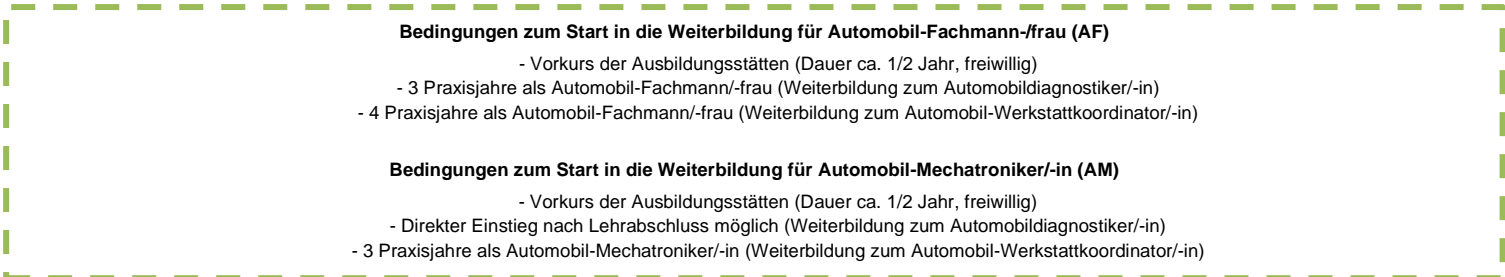 Bedingungen zum Start in die Weiterbildung für Automobil-Fachmann-/frau (AF)
- Vorkurs der Ausbildungsstätten (Dauer ca. 1/2 Jahr, freiwillig)
- 3 Praxisjahre als Automobil-Fachmann/-frau (Weiterbildung zum Automobildiagnostiker/-in)
- 4 Praxisjahre als Automobil-Fachmann/-frau (Weiterbildung zum Automobil-Werkstattkoordinator/-in)
Bedingungen zum Start in die Weiterbildung für Automobil-Mechatroniker/-in (AM)
- Vorkurs der Ausbildungsstätten (Dauer ca. 1/2 Jahr, freiwillig)
- Direkter Einstieg nach Lehrabschluss möglich (Weiterbildung zum Automobildiagnostiker/-in)
- 3 Praxisjahre als Automobil-Mechatroniker/-in (Weiterbildung zum Automobil-Werkstattkoordinator/-in)